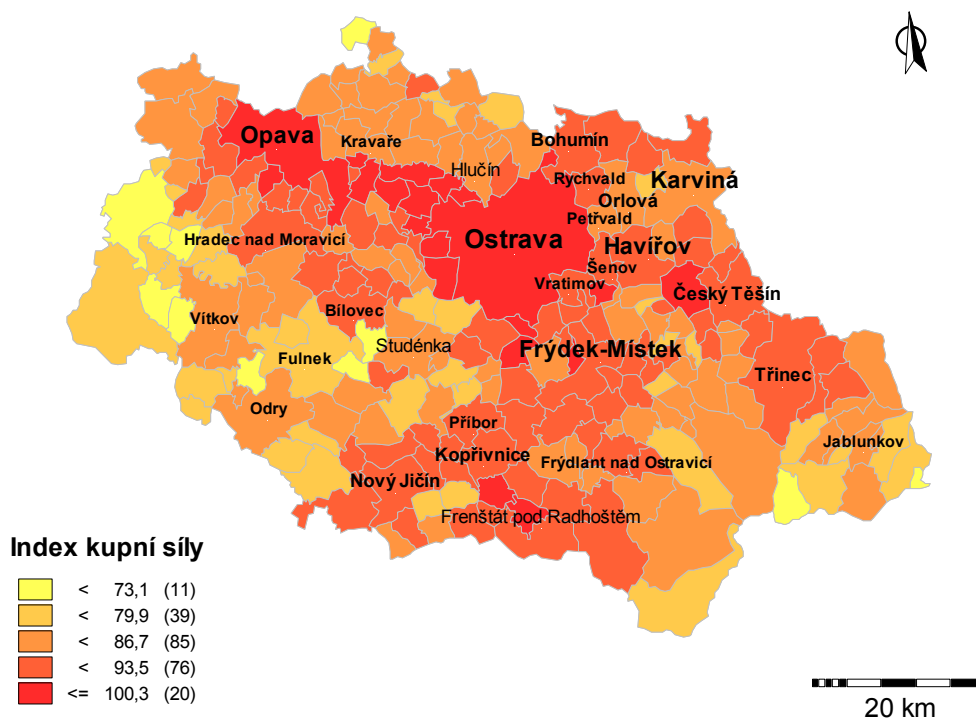 Opava
Kravaře
Bohumín
Hlučín
Rychvald
Karviná
Orlová
Petřvald
Hradec nad Moravicí
Ostrava
Havířov
Šenov
Vratimov
Český Těšín
Bílovec
Vítkov
Studénka
Frýdek-Místek
Fulnek
Třinec
Odry
Příbor
Jablunkov
Kopřivnice
Frýdlant nad Ostravicí
Nový Jičín
Frenštát pod Radhoštěm
Index kupní síly
< 73,1 (11)
< 79,9 (39)
< 86,7 (85)
< 93,5 (76)
<= 100,3 (20)
20 km